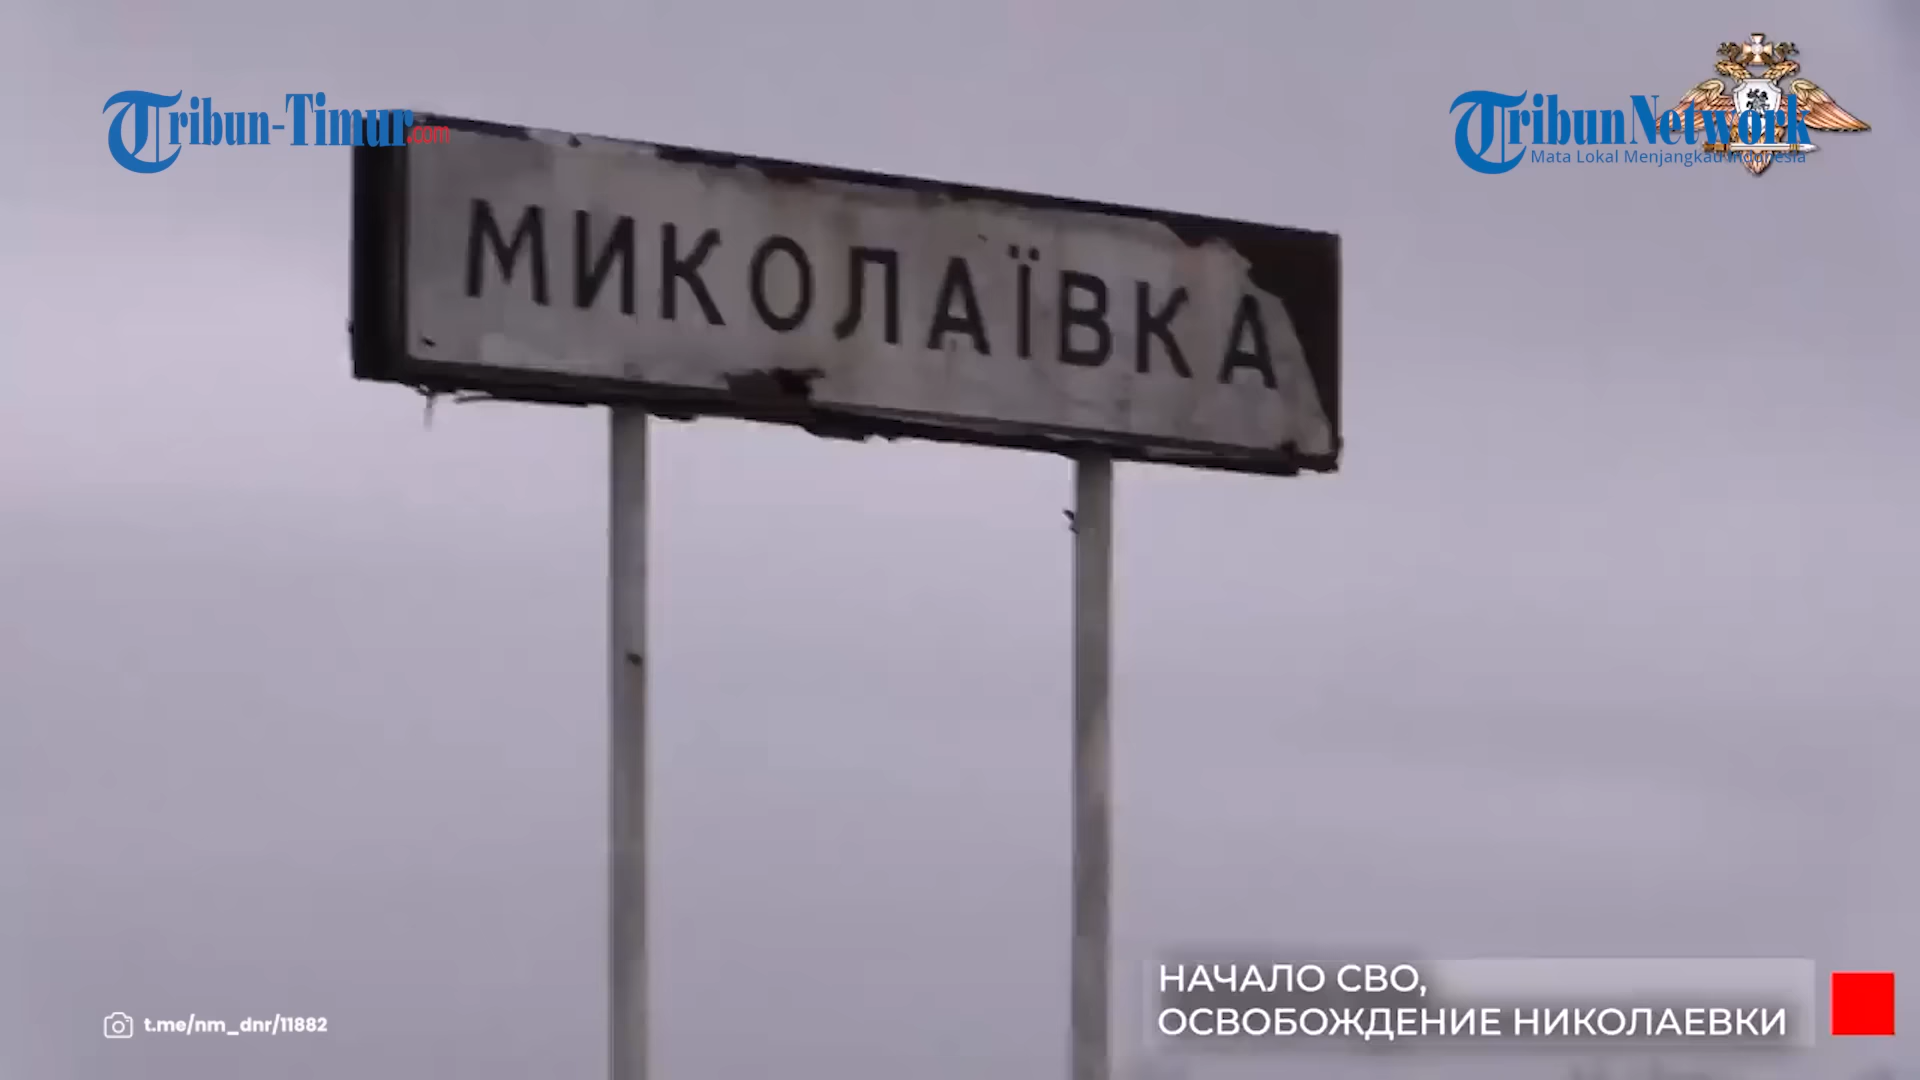 Tribun-Timur.com
TribunNetwork
Mata Lokal Menjangkau Indonesia
МИКОЛАЇВКА
НАЧАЛО СВО,
ОСВОБОЖДЕНИЕ НИКОЛАЕВКИ
t.me/nm_dnr/11882